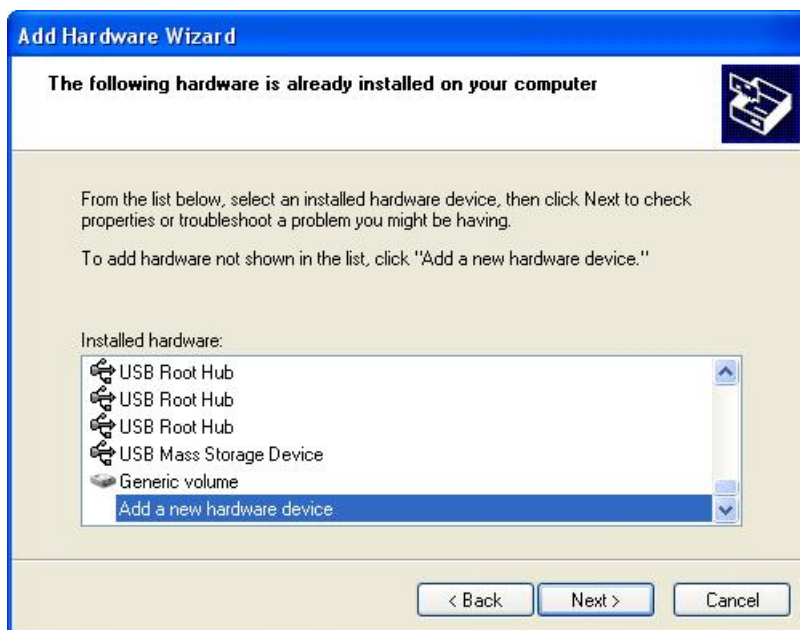 Add Hardware Wizard
The following hardware is already installed on your computer
From the list below, select an installed hardware device, then click Next to check
properties or troubleshoot a problem you might be having.
To add hardware not shown in the list, click "Add a new hardware device."
Installed hardware:
USB Root Hub
USB Root Hub
USB Root Hub
USB Mass Storage Device
Generic volume
Add a new hardware device
< Back Next > Cancel